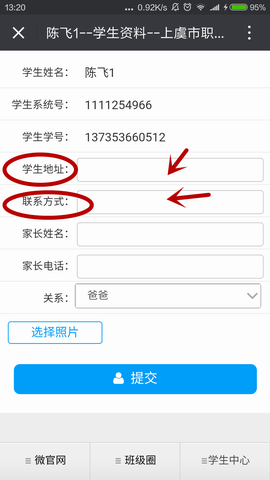 13:20 ... 0.92K/s 95%
陈飞1--学生资料--上虞市职...
学生姓名： 陈飞1
学生系统号： 1111254966
学生学号： 137353660512
学生地址：
联系方式：
家长姓名：
家长电话：
关系： 爸爸
选择照片
提交
微官网 班级圈 学生中心